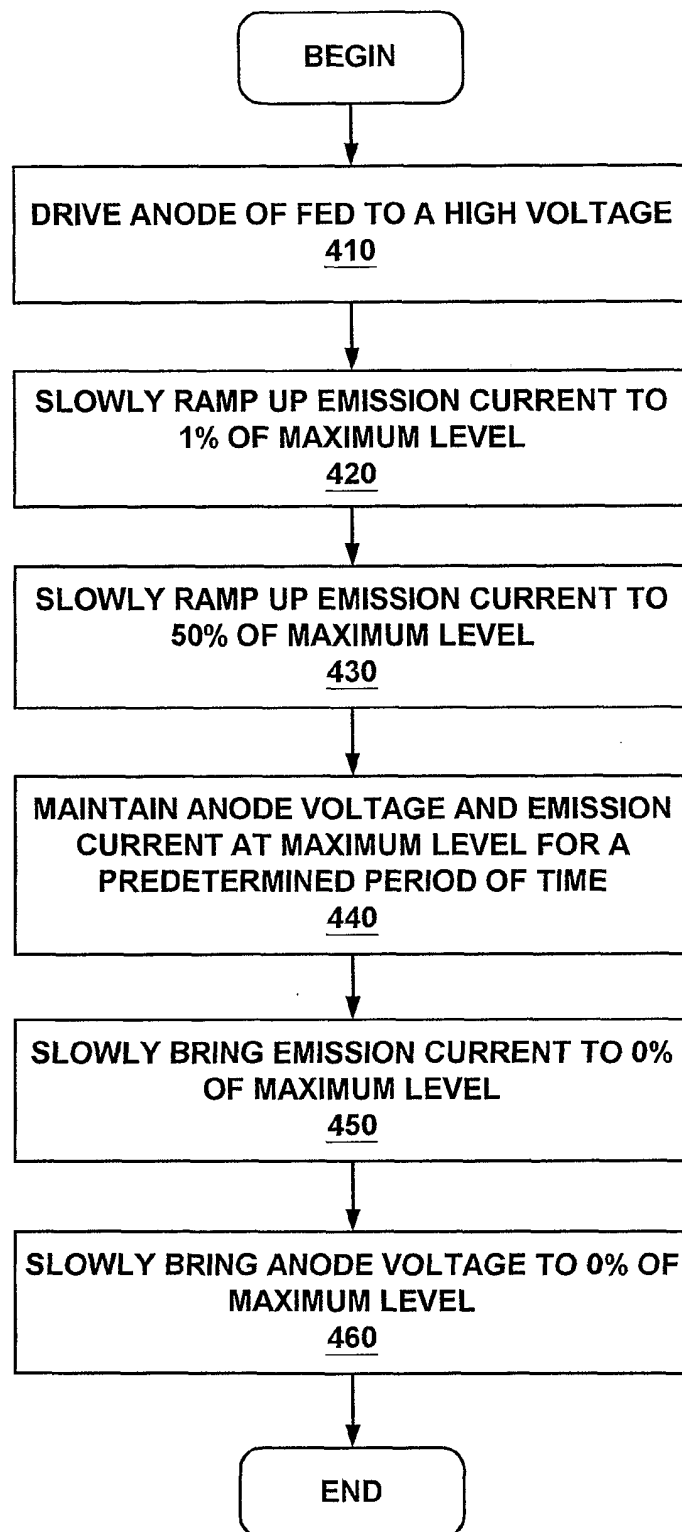 BEGIN
DRIVE ANODE OF FED TO A HIGH VOLTAGE
410
SLOWLY RAMP UP EMISSION CURRENT TO
1% OF MAXIMUM LEVEL
420
SLOWLY RAMP UP EMISSION CURRENT TO
50% OF MAXIMUM LEVEL
430
MAINTAIN ANODE VOLTAGE AND EMISSION
CURRENT AT MAXIMUM LEVEL FOR A
PREDETERMINED PERIOD OF TIME
440
SLOWLY BRING EMISSION CURRENT TO 0%
OF MAXIMUM LEVEL
450
SLOWLY BRING ANODE VOLTAGE TO 0% OF
MAXIMUM LEVEL
460
END